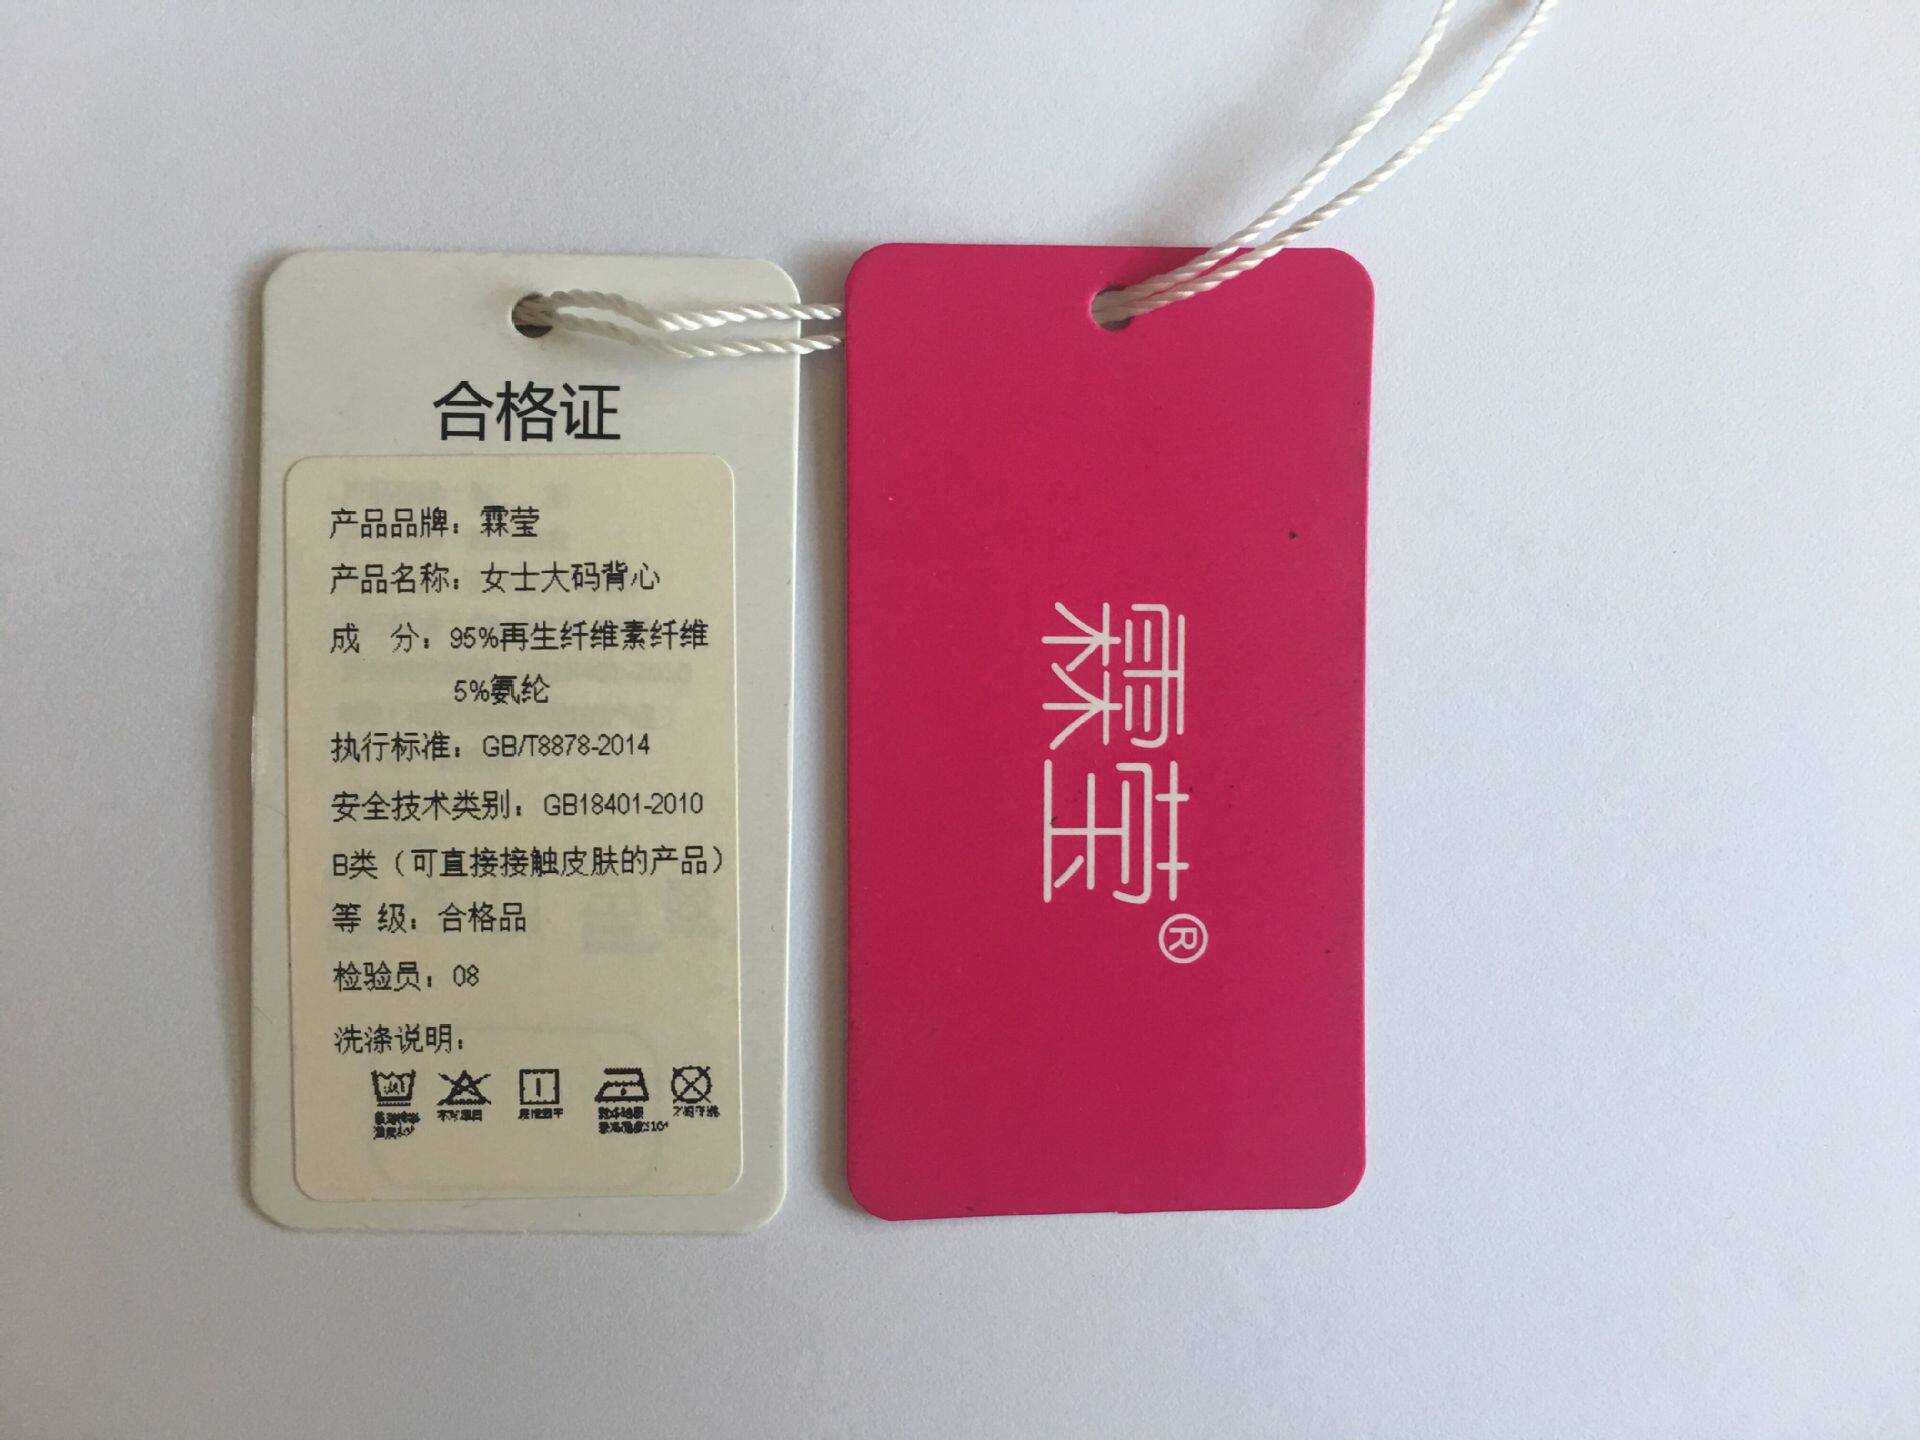 合格证
产品品牌：霖莹
产品名称：女士大码背心
成 分：95%再生纤维素纤维
5%氨纶
执行标准：GB/T8878-2014
安全技术类别：GB18401-2010
B类（可直接接触皮肤的产品）
等 级：合格品
检验员：08
洗涤说明：
霖莹®